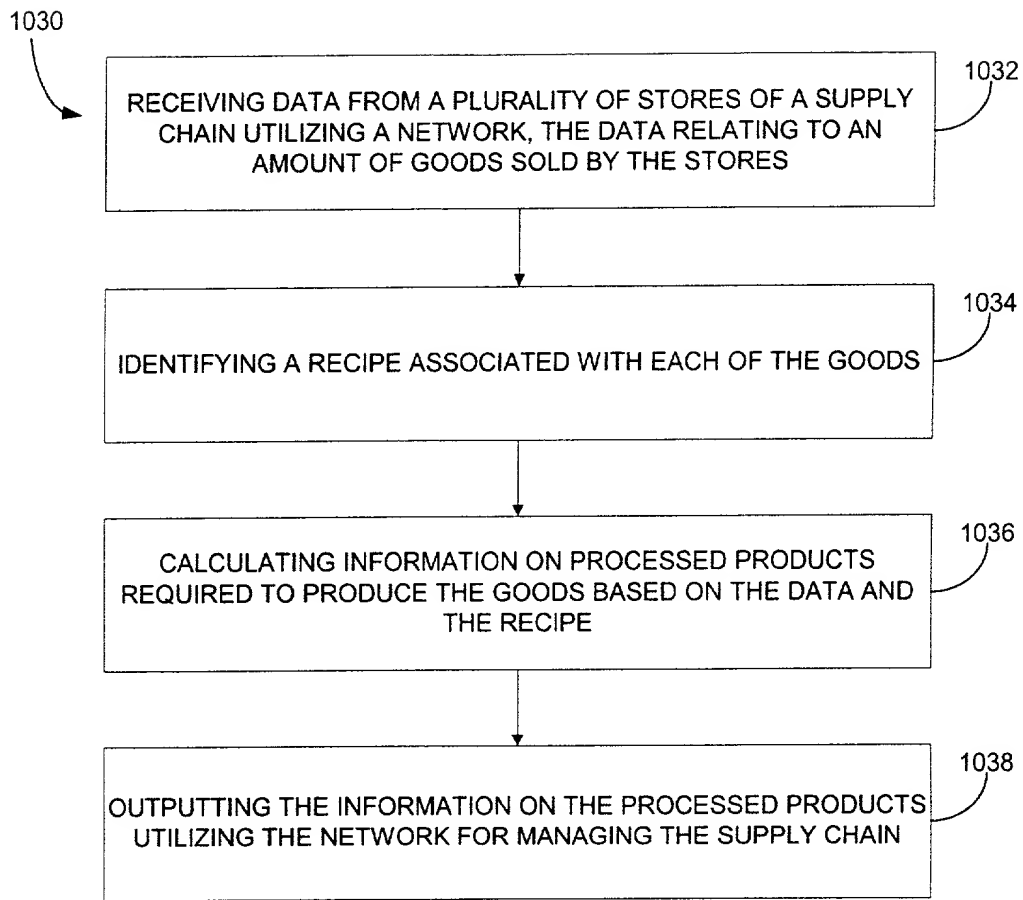 1030
1032
RECEIVING DATA FROM A PLURALITY OF STORES OF A SUPPLY
CHAIN UTILIZING A NETWORK, THE DATA RELATING TO AN
AMOUNT OF GOODS SOLD BY THE STORES
1034
IDENTIFYING A RECIPE ASSOCIATED WITH EACH OF THE GOODS
1036
CALCULATING INFORMATION ON PROCESSED PRODUCTS
REQUIRED TO PRODUCE THE GOODS BASED ON THE DATA AND
THE RECIPE
1038
OUTPUTTING THE INFORMATION ON THE PROCESSED PRODUCTS
UTILIZING THE NETWORK FOR MANAGING THE SUPPLY CHAIN